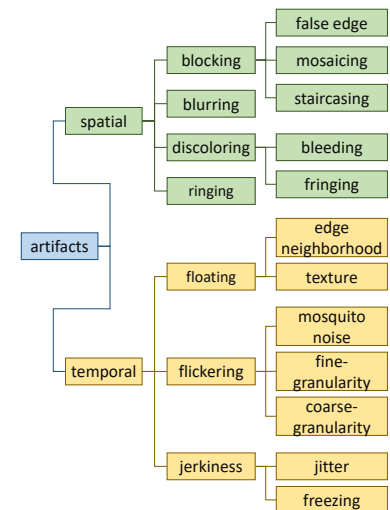 artifacts
spatial
blocking
false edge
mosaicing
staircasing
blurring
discoloring
bleeding
fringing
ringing
temporal
floating
edge
neighborhood
texture
flickering
mosquito
noise
fine-
granularity
coarse-
granularity
jerkiness
jitter
freezing